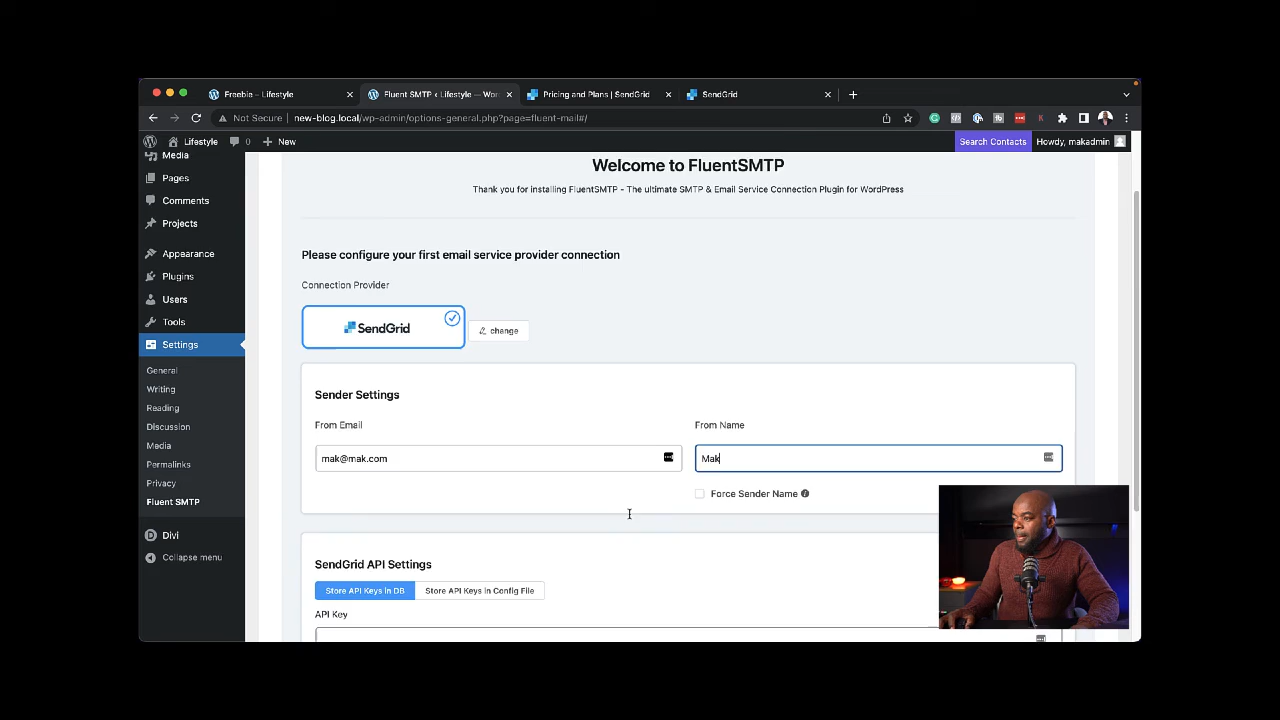 Freebie – Lifestyle
Fluent SMTP ‹ Lifestyle — Wor
Pricing and Plans | SendGrid
SendGrid
Not Secure
new-blog.local/wp-admin/options-general.php?page=fluent-mail#/
Lifestyle
0
New
Search Contacts
Howdy, makadmin
Media
Pages
Comments
Projects
Appearance
Plugins
Users
Tools
Settings
General
Writing
Reading
Discussion
Media
Permalinks
Privacy
Fluent SMTP
Divi
Collapse menu
Welcome to FluentSMTP
Thank you for installing FluentSMTP - The ultimate SMTP & Email Service Connection Plugin for WordPress
Please configure your first email service provider connection
Connection Provider
SendGrid
change
Sender Settings
From Email
From Name
mak@mak.com
Mak
Force Sender Name
SendGrid API Settings
Store API Keys in DB
Store API Keys in Config File
API Key